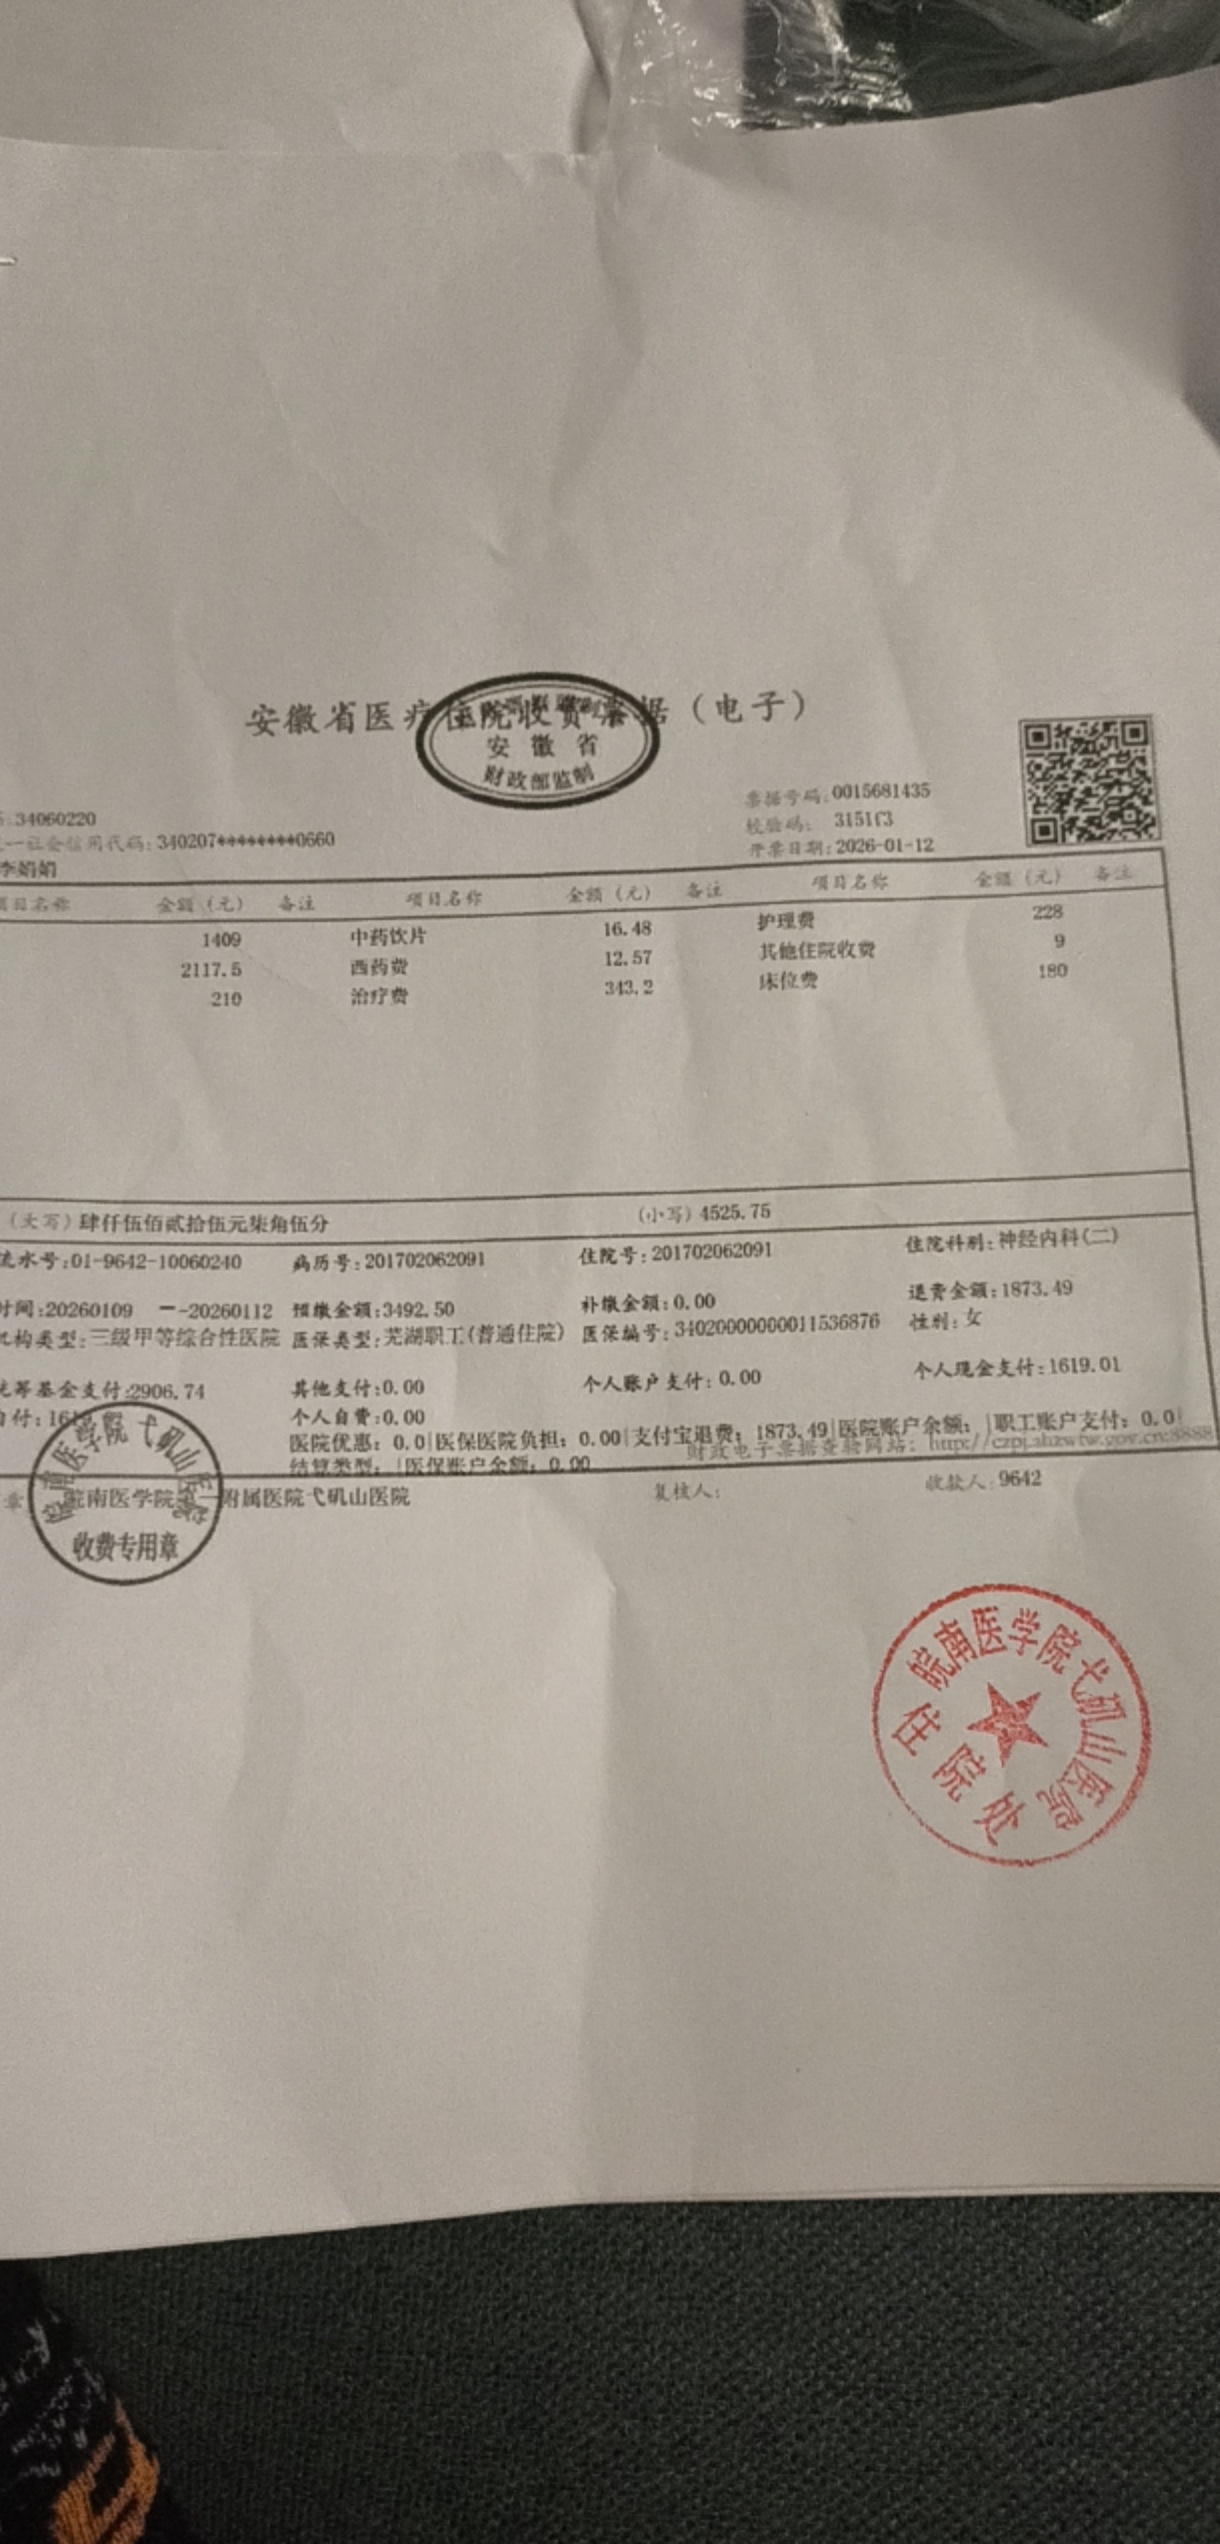 安徽省医疗住院收费票据（电子）
安徽省
财政部监制
票据号码:0015681435
:34060220
校验码: 3151f3
一社会信用代码:340207********0660
开票日期:2026-01-12
李娟娟
项目名称 金额（元） 备注 项目名称 金额（元） 备注 项目名称 金额（元） 备注
1409 中药饮片 16.48 护理费 228
2117.5 西药费 12.57 其他住院收费 9
210 治疗费 343.2 床位费 180
（大写）肆仟伍佰贰拾伍元柒角伍分 （小写）4525.75
流水号:01-9642-10060240 病历号:201702062091 住院号:201702062091 住院科别:神经内科(二)
时间:20260109 --20260112 预缴金额:3492.50 补缴金额:0.00 退费金额:1873.49
机构类型:三级甲等综合性医院 医保类型:芜湖职工(普通住院) 医保编号:34020000000011536876 性别:女
统筹基金支付:2906.74 其他支付:0.00 个人账户支付:0.00 个人现金支付:1619.01
自付: 个人自费:0.00
医院优惠: 0.0|医保医院负担: 0.00|支付宝退费: 1873.49|医院账户余额: |职工账户支付: 0.0|
财政电子票据查验网站: http://czpj.ahzwtw.gov.cn:8888
结算类型: |医保账户余额: 0.00
章 皖南医学院第一附属医院弋矶山医院 复核人: 收款人:9642
皖南医学院弋矶山医院
收费专用章
皖南医学院弋矶山医院
住院处